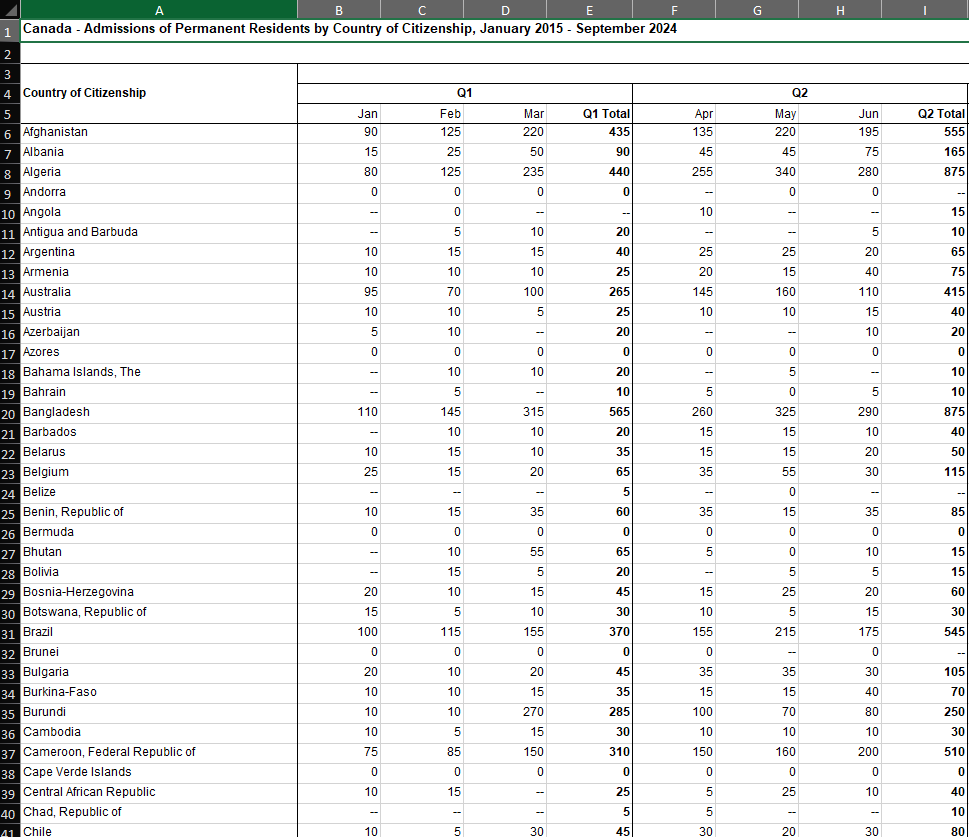 A B C D E F G H I
1 Canada - Admissions of Permanent Residents by Country of Citizenship, January 2015 - September 2024
2
3
4 Country of Citizenship Q1 Q2
5 Jan Feb Mar Q1 Total Apr May Jun Q2 Total
6 Afghanistan 90 125 220 435 135 220 195 555
7 Albania 15 25 50 90 45 45 75 165
8 Algeria 80 125 235 440 255 340 280 875
9 Andorra 0 0 0 0 -- 0 0 --
10 Angola -- 0 -- -- 10 -- -- 15
11 Antigua and Barbuda -- 5 10 20 -- -- 5 10
12 Argentina 10 15 15 40 25 25 20 65
13 Armenia 10 10 10 25 20 15 40 75
14 Australia 95 70 100 265 145 160 110 415
15 Austria 10 10 5 25 10 10 15 40
16 Azerbaijan 5 10 -- 20 -- -- 10 20
17 Azores 0 0 0 0 0 0 0 0
18 Bahama Islands, The -- 10 10 20 -- 5 -- 10
19 Bahrain -- 5 -- 10 5 0 5 10
20 Bangladesh 110 145 315 565 260 325 290 875
21 Barbados -- 10 10 20 15 15 10 40
22 Belarus 10 15 10 35 15 15 20 50
23 Belgium 25 15 20 65 35 55 30 115
24 Belize -- -- -- 5 -- 0 -- --
25 Benin, Republic of 10 15 35 60 35 15 35 85
26 Bermuda 0 0 0 0 0 0 0 0
27 Bhutan -- 10 55 65 5 0 10 15
28 Bolivia -- 15 5 20 -- 5 5 15
29 Bosnia-Herzegovina 20 10 15 45 15 25 20 60
30 Botswana, Republic of 15 5 10 30 10 5 15 30
31 Brazil 100 115 155 370 155 215 175 545
32 Brunei 0 0 0 0 0 -- 0 --
33 Bulgaria 20 10 20 45 35 35 30 105
34 Burkina-Faso 10 10 15 35 15 15 40 70
35 Burundi 10 10 270 285 100 70 80 250
36 Cambodia 10 5 15 30 10 10 10 30
37 Cameroon, Federal Republic of 75 85 150 310 150 160 200 510
38 Cape Verde Islands 0 0 0 0 0 0 0 0
39 Central African Republic 10 15 -- 25 5 25 10 40
40 Chad, Republic of -- -- -- 5 5 -- -- 10
41 Chile 10 5 30 45 30 20 30 80